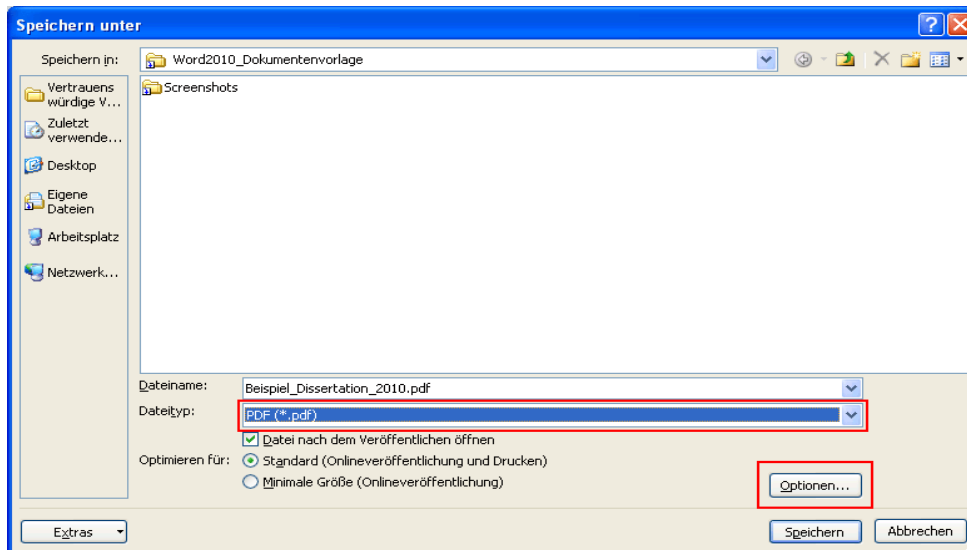 Speichern unter
Speichern in:
Word2010_Dokumentenvorlage
Vertrauens
würdige V...
Zuletzt
verwende...
Desktop
Eigene
Dateien
Arbeitsplatz
Netzwerk...
Screenshots
Dateiname:
Beispiel_Dissertation_2010.pdf
Dateityp:
PDF (*.pdf)
Datei nach dem Veröffentlichen öffnen
Optimieren für:
Standard (Onlineveröffentlichung und Drucken)
Minimale Größe (Onlineveröffentlichung)
Optionen...
Extras
Speichern
Abbrechen